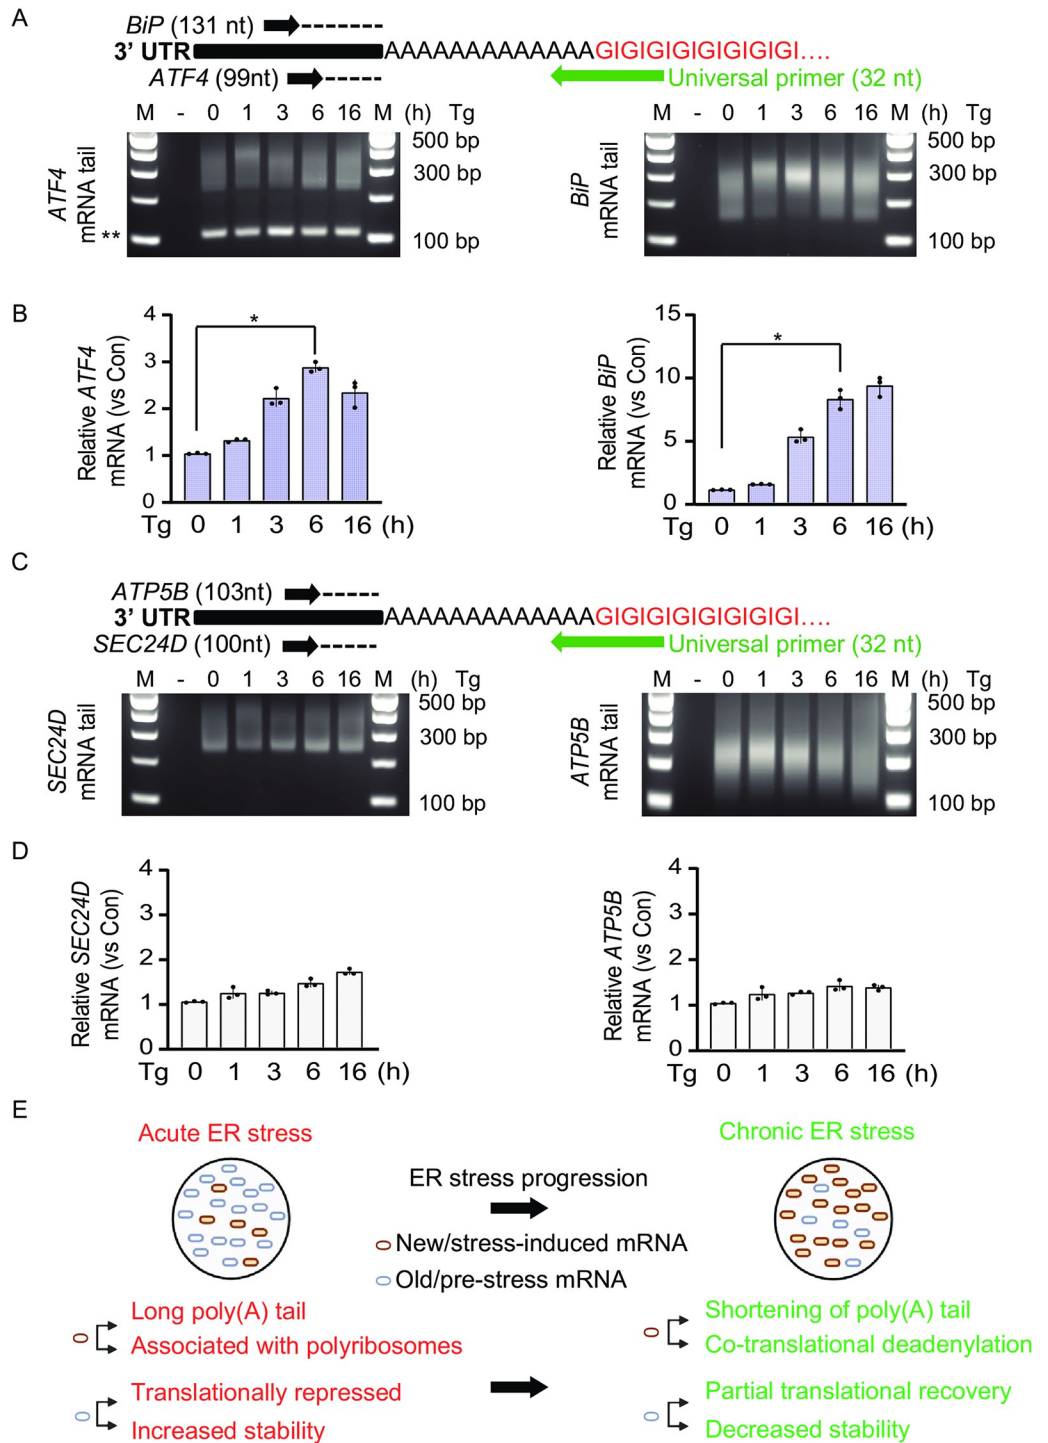 A
BiP (131 nt)
3’ UTR AAAAAAAAAAAAAAGIGIGIGIGIGIGIGI....
ATF4 (99nt) Universal primer (32 nt)
M - 0 1 3 6 16 M (h) Tg
ATF4
mRNA tail
**
500 bp
300 bp
100 bp
M - 0 1 3 6 16 M (h) Tg
BiP
mRNA tail
500 bp
300 bp
100 bp
B
Relative ATF4
mRNA (vs Con)
4
3
2
1
0
*
Tg 0 1 3 6 16 (h)
Relative BiP
mRNA (vs Con)
15
10
5
0
*
Tg 0 1 3 6 16 (h)
C
ATP5B (103nt)
3’ UTR AAAAAAAAAAAAAAGIGIGIGIGIGIGIGI....
SEC24D (100nt) Universal primer (32 nt)
M - 0 1 3 6 16 M (h) Tg
SEC24D
mRNA tail
500 bp
300 bp
100 bp
M - 0 1 3 6 16 M (h) Tg
ATP5B
mRNA tail
500 bp
300 bp
100 bp
D
Relative SEC24D
mRNA (vs Con)
4
3
2
1
0
Tg 0 1 3 6 16 (h)
Relative ATP5B
mRNA (vs Con)
4
3
2
1
0
Tg 0 1 3 6 16 (h)
E
Acute ER stress
Chronic ER stress
ER stress progression
New/stress-induced mRNA
Old/pre-stress mRNA
Long poly(A) tail
Associated with polyribosomes
Translationally repressed
Increased stability
Shortening of poly(A) tail
Co-translational deadenylation
Partial translational recovery
Decreased stability